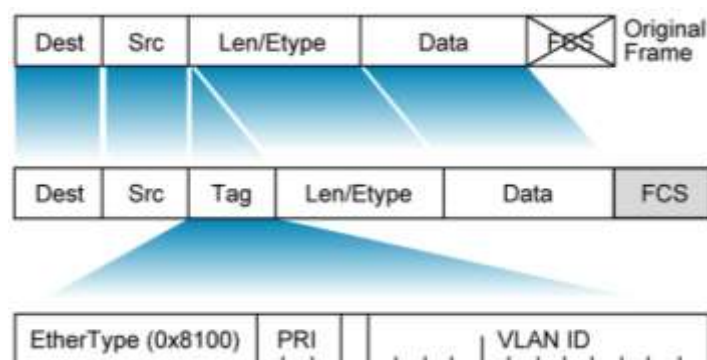 Dest Src Len/Etype Data FCS Original
Frame
Dest Src Tag Len/Etype Data FCS
EtherType (0x8100) PRI VLAN ID